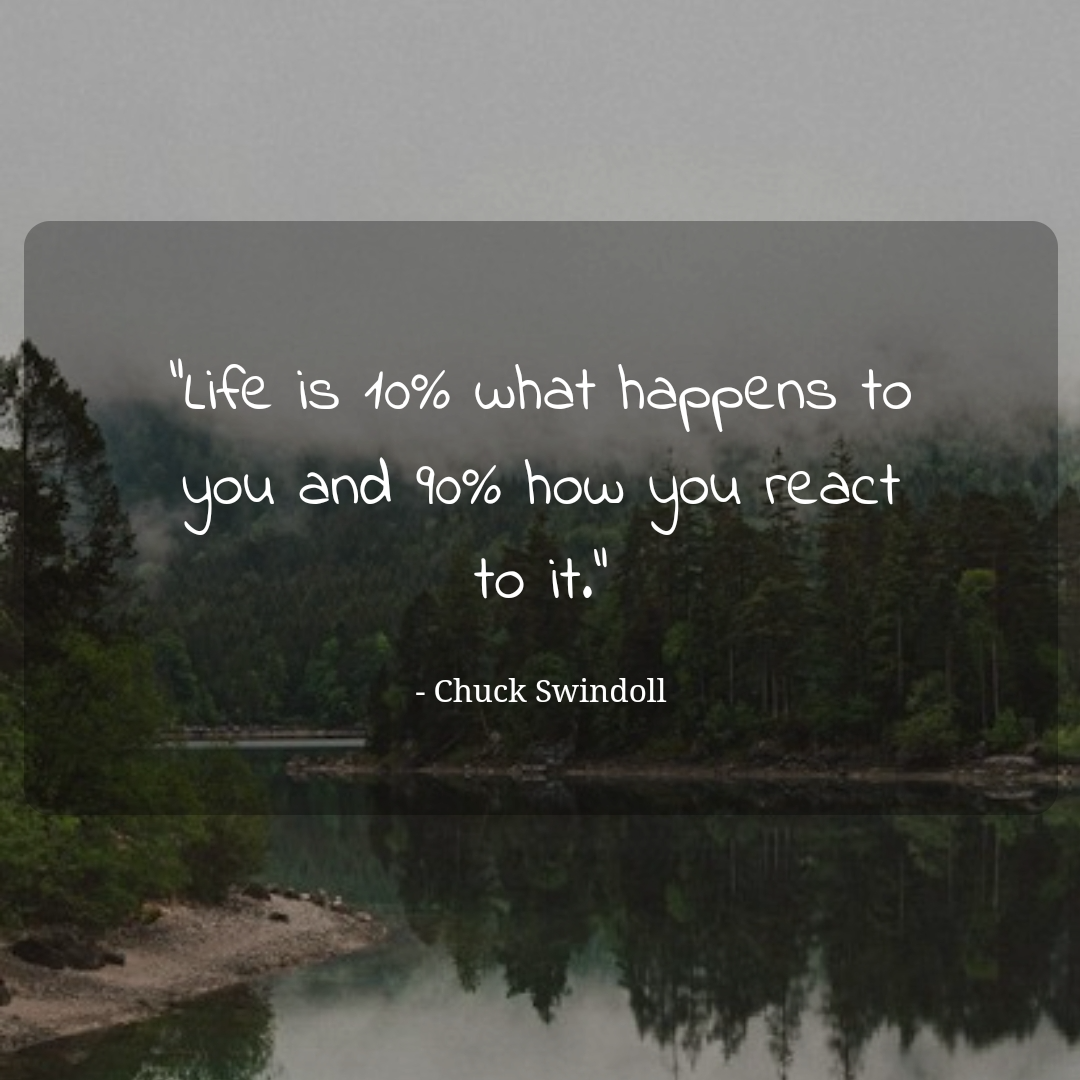 "Life is 10% what happens to
you and 90% how you react
to it."
- Chuck Swindoll